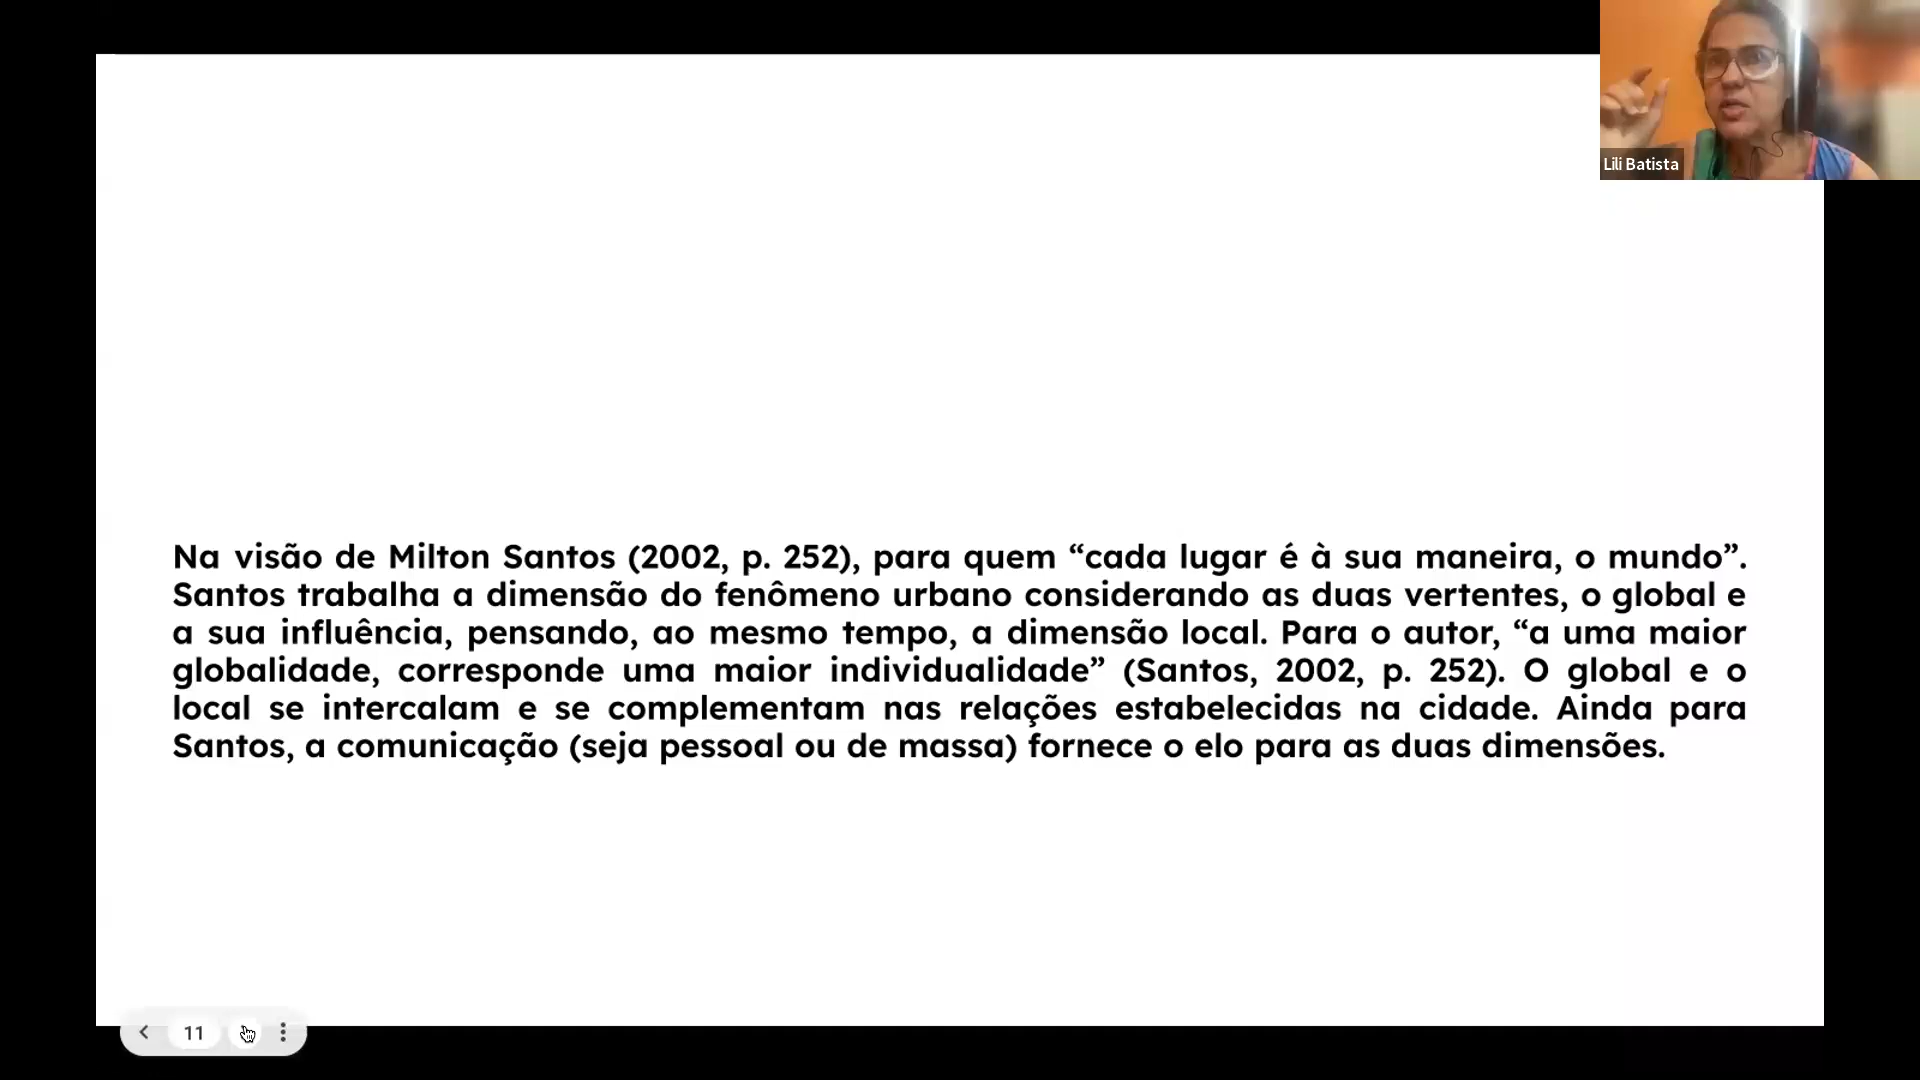 Lili Batista
Na visão de Milton Santos (2002, p. 252), para quem “cada lugar é à sua maneira, o mundo”.
Santos trabalha a dimensão do fenômeno urbano considerando as duas vertentes, o global e
a sua influência, pensando, ao mesmo tempo, a dimensão local. Para o autor, “a uma maior
globalidade, corresponde uma maior individualidade” (Santos, 2002, p. 252). O global e o
local se intercalam e se complementam nas relações estabelecidas na cidade. Ainda para
Santos, a comunicação (seja pessoal ou de massa) fornece o elo para as duas dimensões.
11